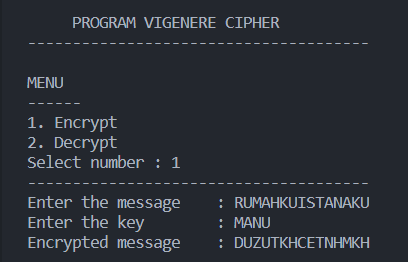 PROGRAM VIGENERE CIPHER
--------------------------------------
MENU
------
1. Encrypt
2. Decrypt
Select number : 1
--------------------------------------
Enter the message    : RUMAHKUISTANAKU
Enter the key        : MANU
Encrypted message    : DUZUTKHCETNHMKH